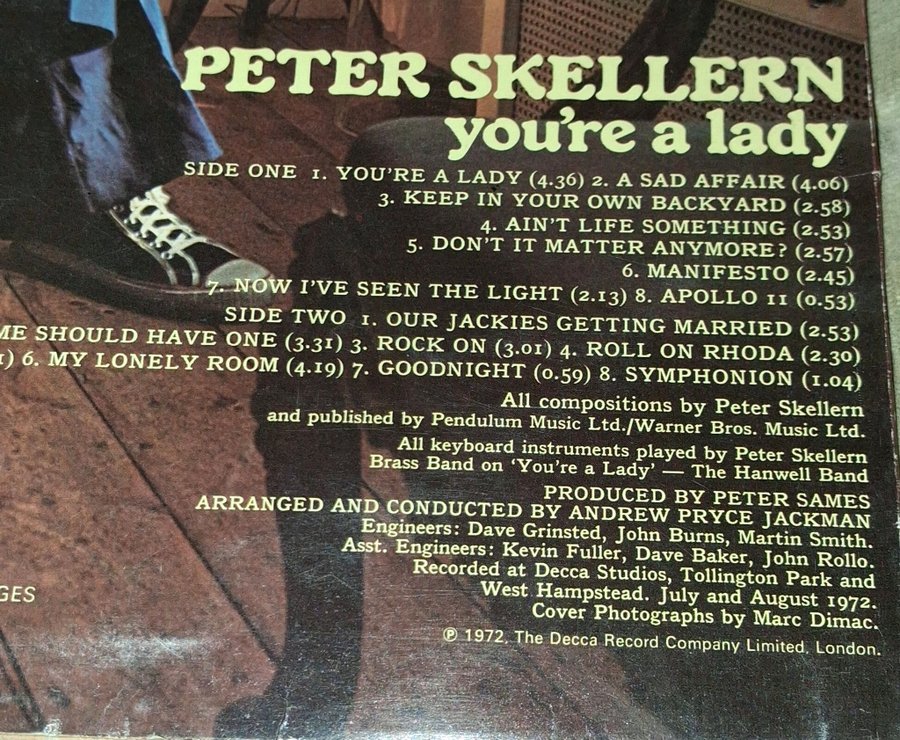 PETER SKELLERN
you're a lady
SIDE ONE 1. YOU'RE A LADY (4.36) 2. A SAD AFFAIR (4.06)
3. KEEP IN YOUR OWN BACKYARD (2.58)
4. AIN'T LIFE SOMETHING (2.53)
5. DON'T IT MATTER ANYMORE? (2.57)
6. MANIFESTO (2.45)
7. NOW I'VE SEEN THE LIGHT (2.13) 8. APOLLO 11 (0.53)
SIDE TWO 1. OUR JACKIES GETTING MARRIED (2.53)
ME SHOULD HAVE ONE (3.31) 3. ROCK ON (3.01) 4. ROLL ON RHODA (2.30)
1) 6. MY LONELY ROOM (4.19) 7. GOODNIGHT (0.59) 8. SYMPHONION (1.04)
All compositions by Peter Skellern
and published by Pendulum Music Ltd./Warner Bros. Music Ltd.
All keyboard instruments played by Peter Skellern
Brass Band on 'You're a Lady' — The Hanwell Band
PRODUCED BY PETER SAMES
ARRANGED AND CONDUCTED BY ANDREW PRYCE JACKMAN
Engineers: Dave Grinsted, John Burns, Martin Smith.
Asst. Engineers: Kevin Fuller, Dave Baker, John Rollo.
Recorded at Decca Studios, Tollington Park and
West Hampstead. July and August 1972.
Cover Photographs by Marc Dimac.
GES
℗ 1972, The Decca Record Company Limited, London.